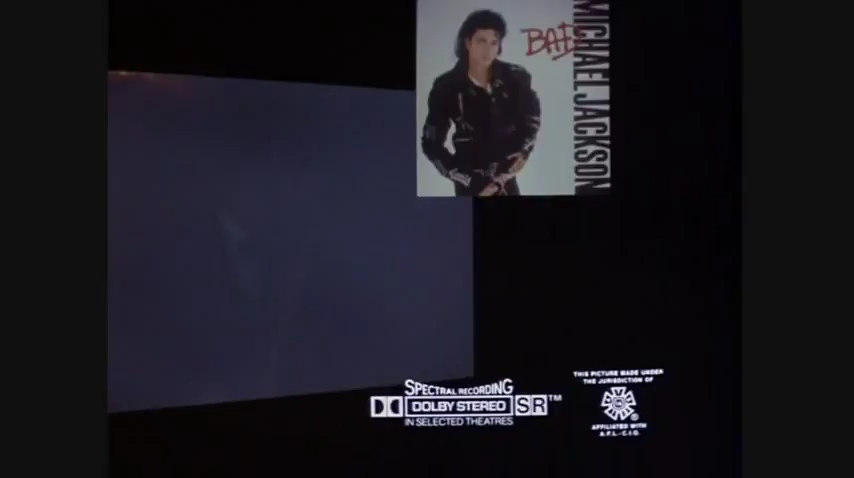 BAD
MICHAEL JACKSON
SPECTRAL RECORDING
DOLBY STEREO SR™
IN SELECTED THEATRES
THIS PICTURE MADE UNDER
THE JURISDICTION OF
®
AFFILIATED WITH
A.F.L.-C.I.O.